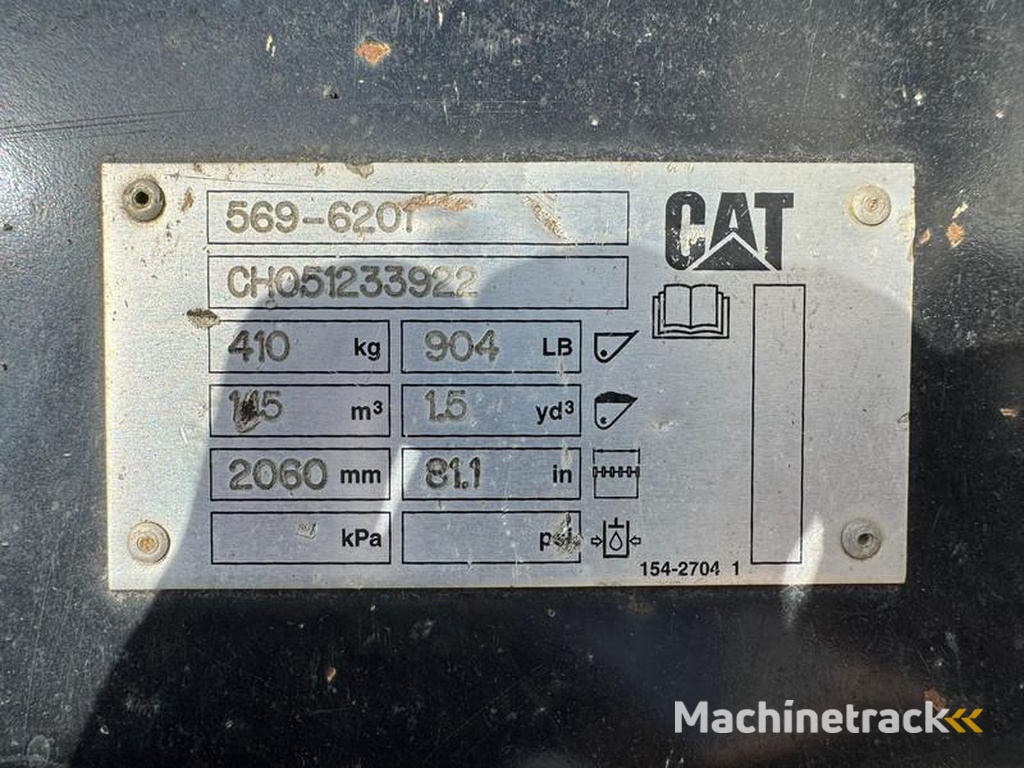 569-6201
CAT
CH051233922
410 kg 904 LB
m³ 1.5 yd³
2060 mm 81.1 in
kPa psi
154-2704 1
Machinetrack